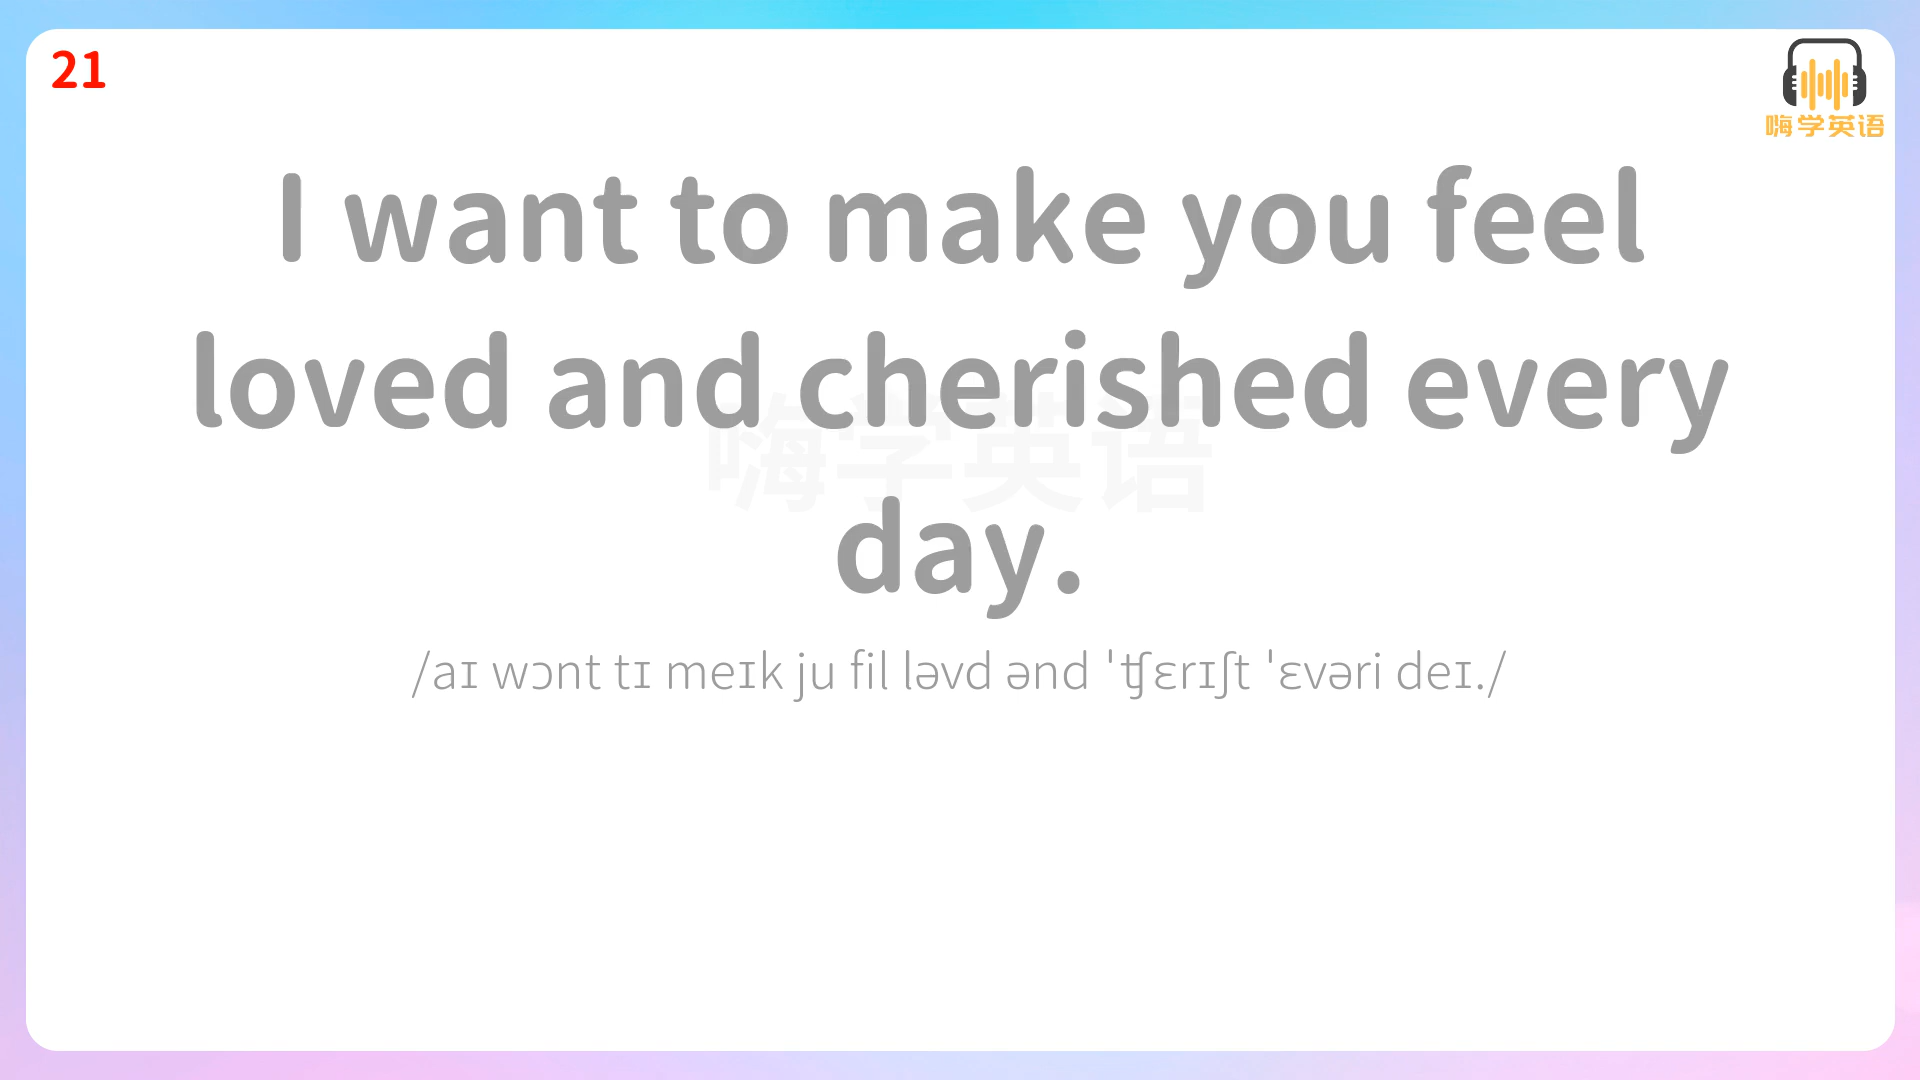 21
嗨学英语
I want to make you feel
loved and cherished every
嗨学英语
day.
/aɪ wɔnt tɪ meɪk ju fil ləvd ənd ˈʧɛrɪʃt ˈɛvəri deɪ./